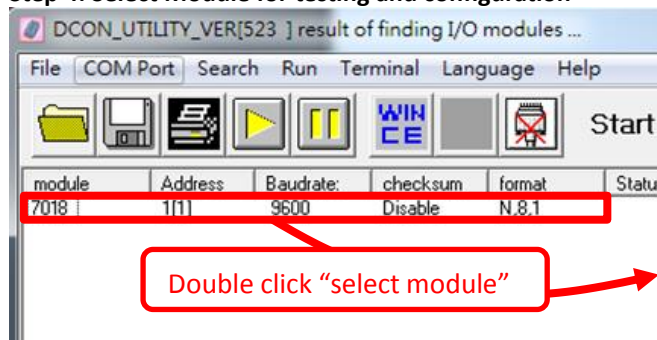 DCON_UTILITY_VER[523 ] result of finding I/O modules ...
File COM Port Search Run Terminal Language Help
WIN CE Start
module Address Baudrate: checksum format Statu
7018 1[1] 9600 Disable N,8,1
Double click “select module”